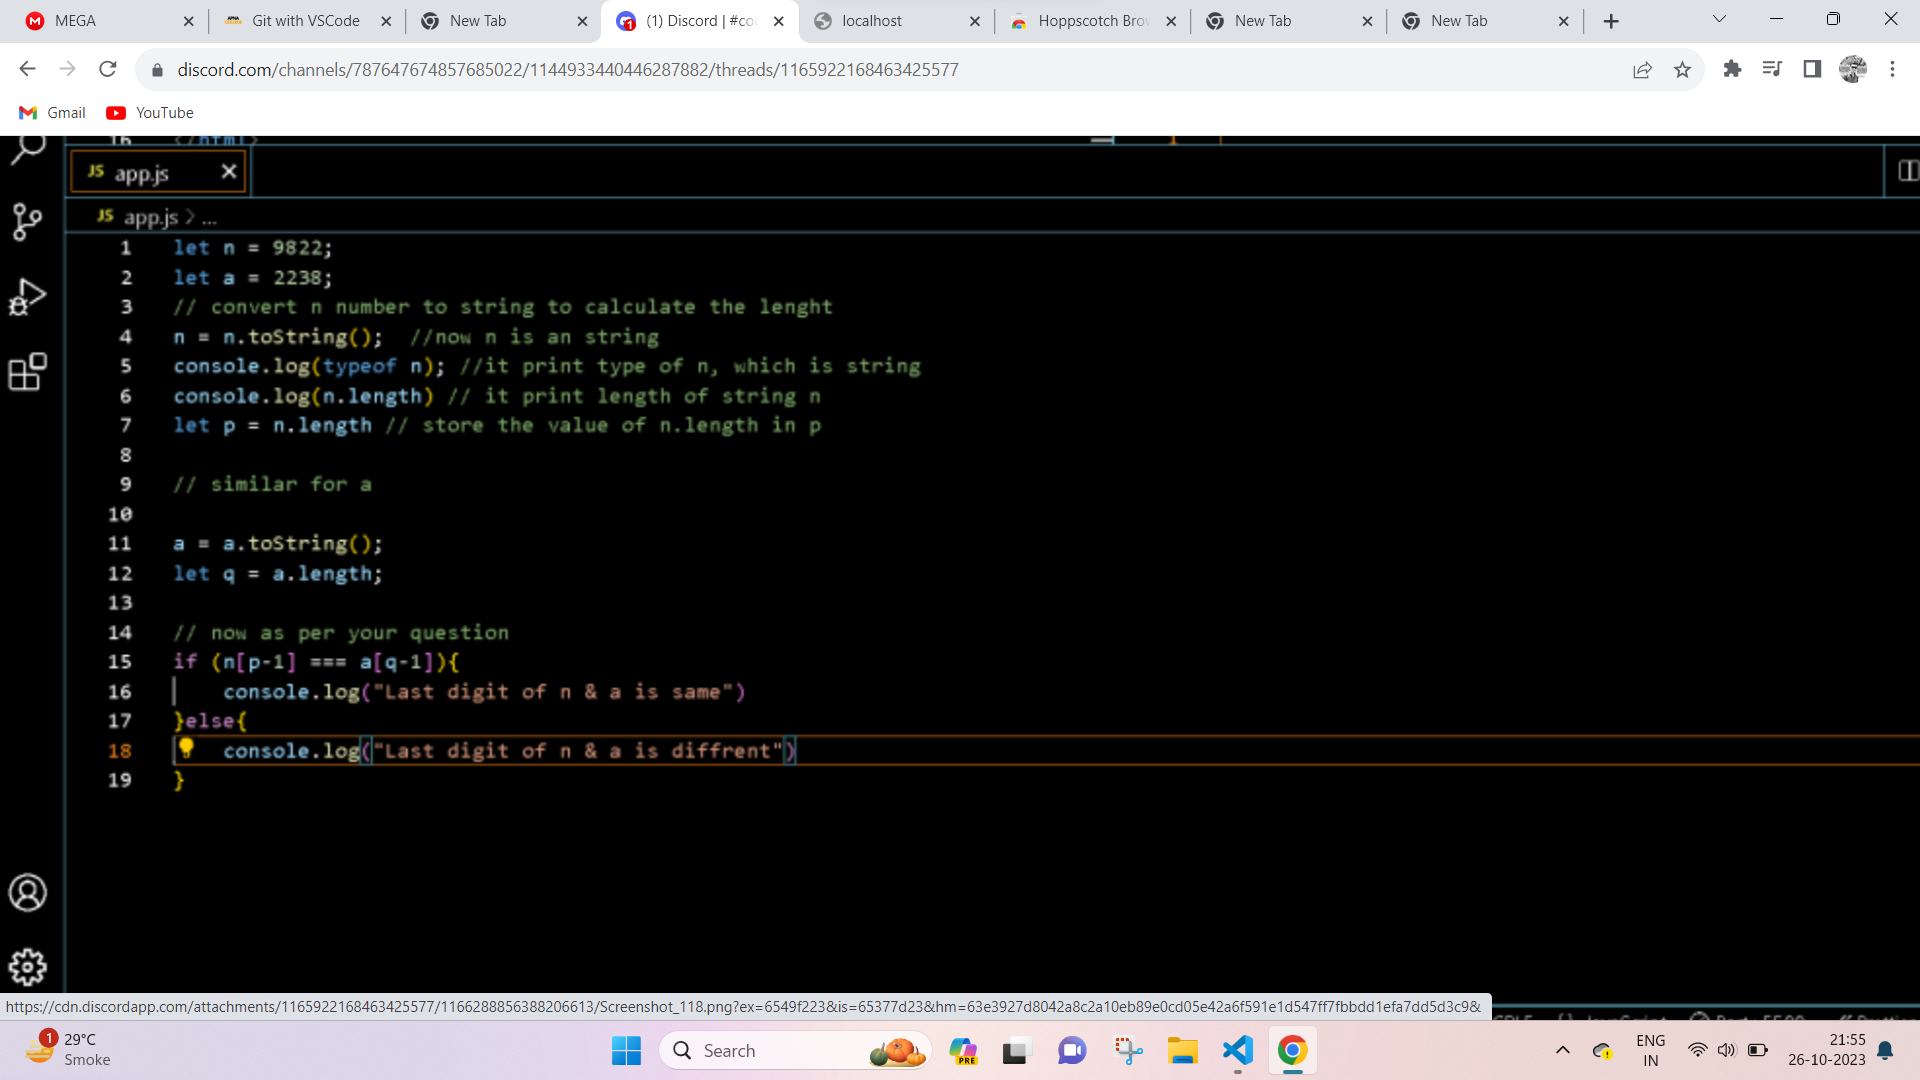 MEGA
Git with VSCode
New Tab
(1) Discord | #co
localhost
Hoppscotch Bro
New Tab
New Tab
discord.com/channels/787647674857685022/1144933440446287882/threads/1165922168463425577
Gmail
YouTube
16 </html>
JS app.js
JS app.js > ...
1 let n = 9822;
2 let a = 2238;
3 // convert n number to string to calculate the lenght
4 n = n.toString(); //now n is an string
5 console.log(typeof n); //it print type of n, which is string
6 console.log(n.length) // it print length of string n
7 let p = n.length // store the value of n.length in p
8
9 // similar for a
10
11 a = a.toString();
12 let q = a.length;
13
14 // now as per your question
15 if (n[p-1] === a[q-1]){
16 console.log("Last digit of n & a is same")
17 }else{
18 console.log("Last digit of n & a is diffrent")
19 }
https://cdn.discordapp.com/attachments/1165922168463425577/1166288856388206613/Screenshot_118.png?ex=6549f223&is=65377d23&hm=63e3927d8042a8c2a10eb89e0cd05e42a6f591e1d547ff7fbbdd1efa7dd5d3c9&
1
29°C
Smoke
Search
PRE
ENG
IN
21:55
26-10-2023